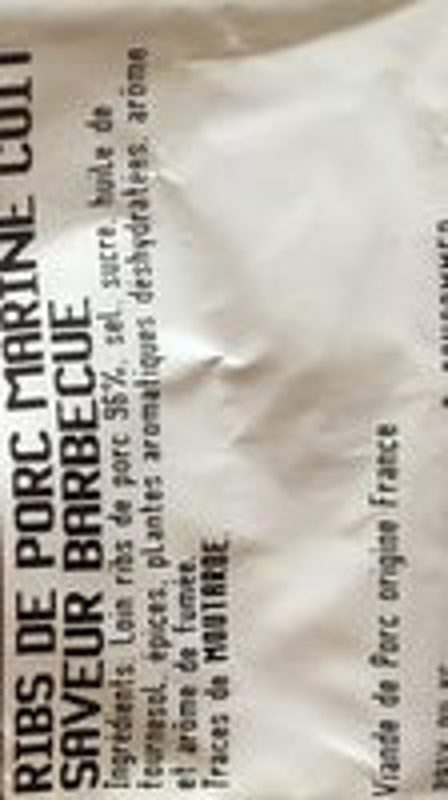 RIBS DE PORC MARINE CUIT
SAVEUR BARBECUE
Ingrédients: Loin ribs de porc 96%, sel, sucre, huile de
tournesol, épices, plantes aromatiques déshydratées, arôme
et arôme de fumée.
Traces de MOUTARDE.
Viande de Porc origine France